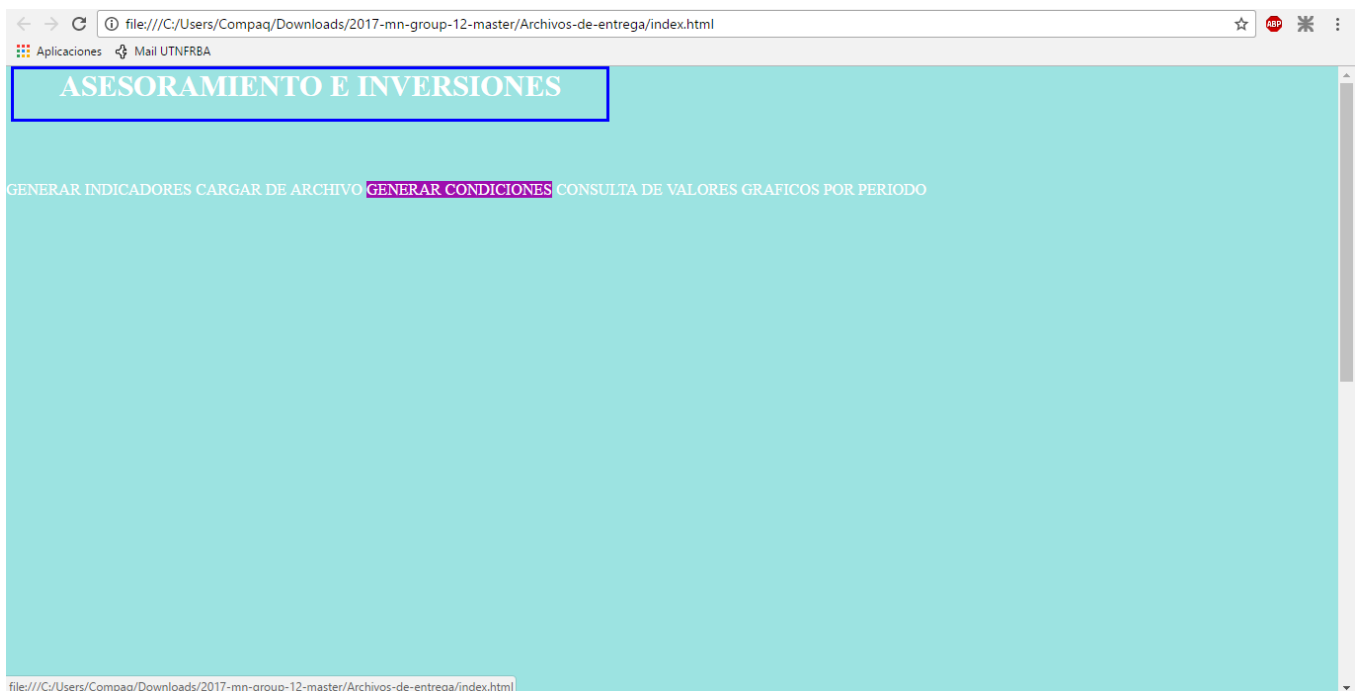 file:///C:/Users/Compaq/Downloads/2017-mn-group-12-master/Archivos-de-entrega/index.html
ABP
Aplicaciones Mail UTNFRBA
ASESORAMIENTO E INVERSIONES
GENERAR INDICADORES CARGAR DE ARCHIVO GENERAR CONDICIONES CONSULTA DE VALORES GRAFICOS POR PERIODO
file:///C:/Users/Compaq/Downloads/2017-mn-group-12-master/Archivos-de-entrega/index.html